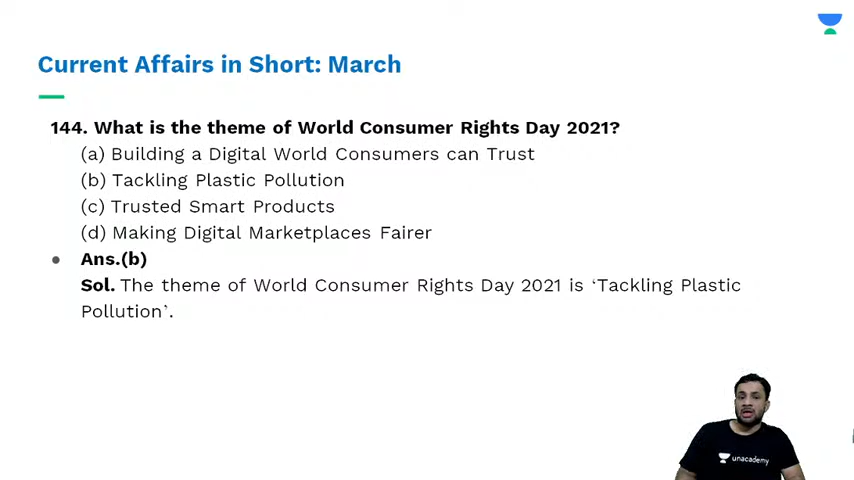 Current Affairs in Short: March
144. What is the theme of World Consumer Rights Day 2021?
(a) Building a Digital World Consumers can Trust
(b) Tackling Plastic Pollution
(c) Trusted Smart Products
(d) Making Digital Marketplaces Fairer
● Ans.(b)
Sol. The theme of World Consumer Rights Day 2021 is ‘Tackling Plastic
Pollution’.
unacademy